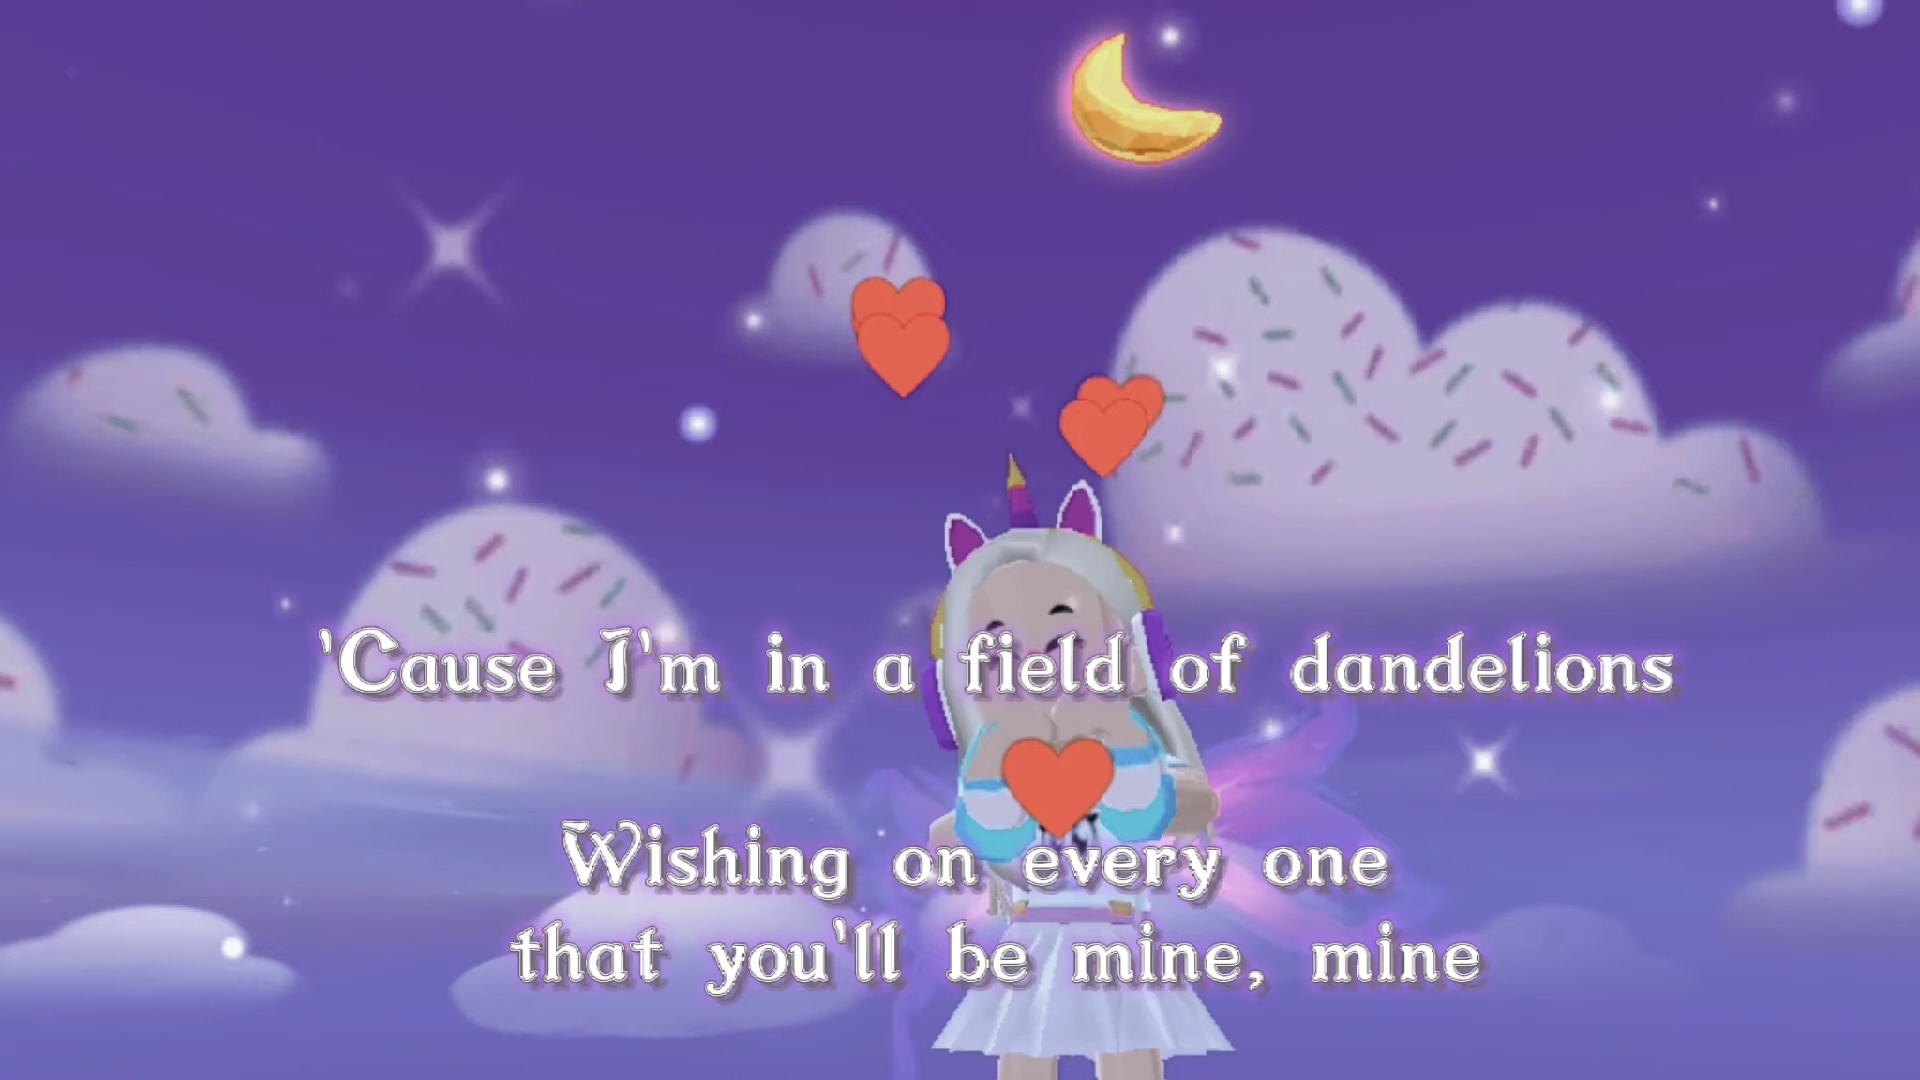 'Cause I'm in a field of dandelions
Wishing on every one
that you'll be mine, mine